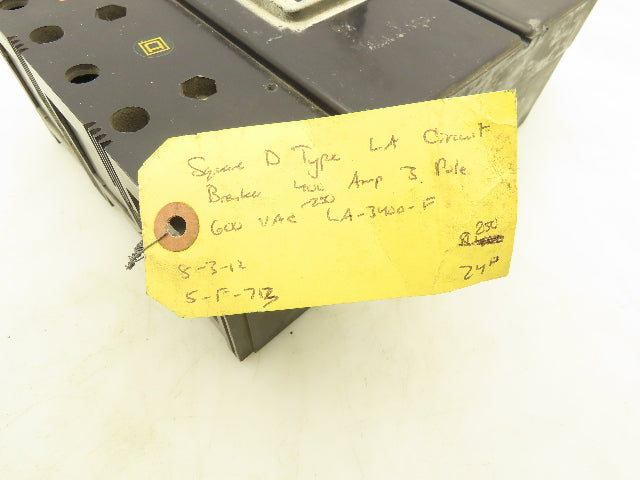 Square D Type LA Circuit
Breaker 400 Amp 3 Pole
250
600 VAC LA-3400-F
250
8-3-12
24#
5-F-713